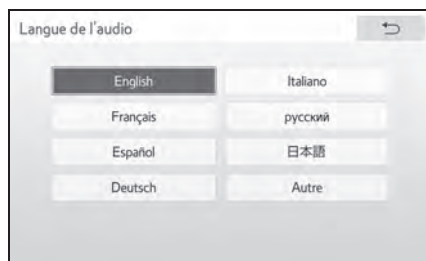 Langue de l'audio
English
Italiano
Français
русский
Español
日本語
Deutsch
Autre